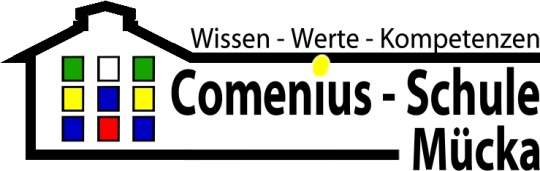 Wissen - Werte - Kompetenzen
Comenius - Schule
Mücka